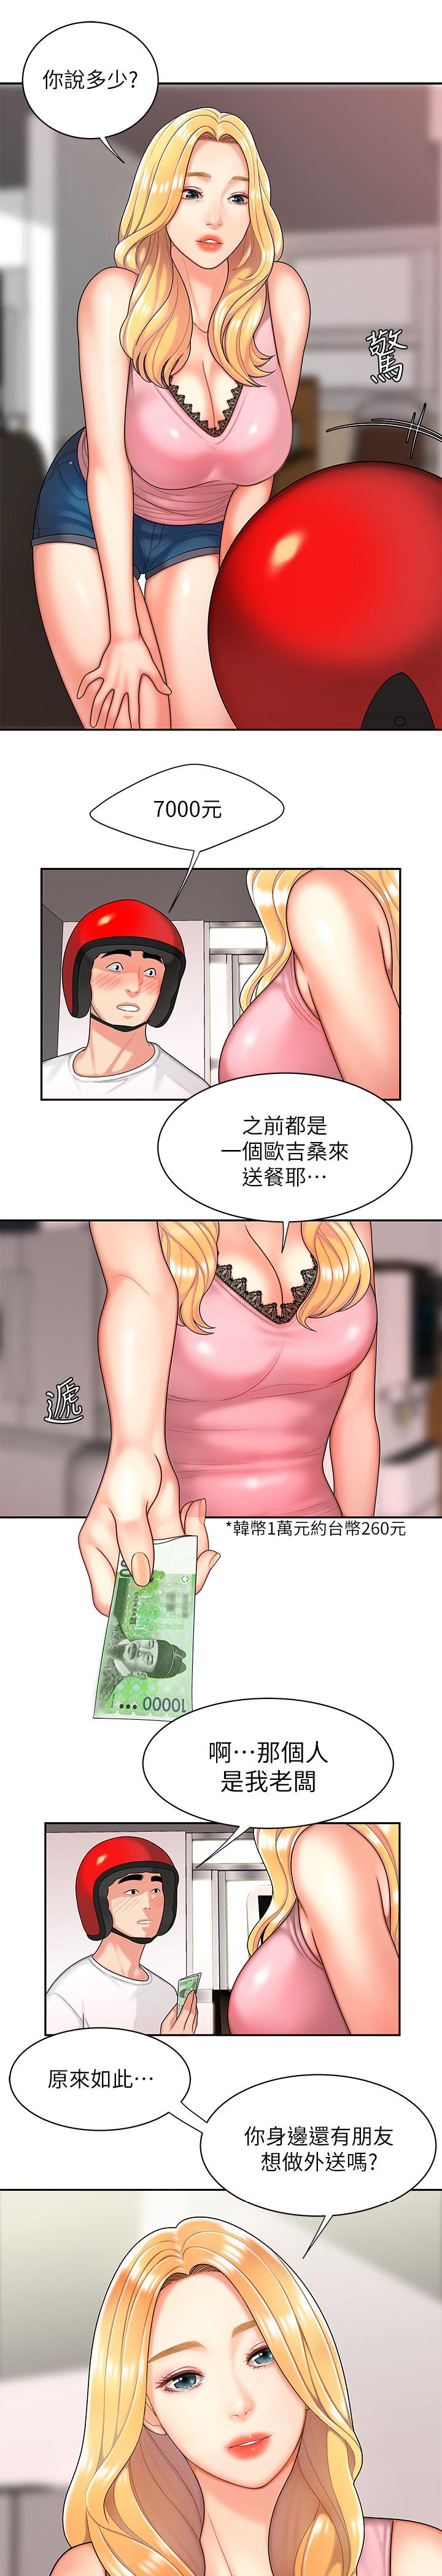 你說多少?
驚
7000元
之前都是
一個歐吉桑來
送餐耶…
遞
*韓幣1萬元約台幣260元
10000
啊…那個人
是我老闆
原來如此…
你身邊還有朋友
想做外送嗎?